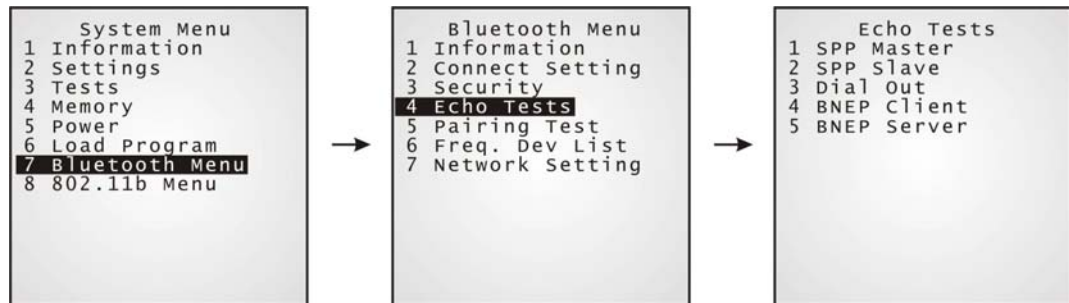 System Menu
1 Information
2 Settings
3 Tests
4 Memory
5 Power
6 Load Program
7 Bluetooth Menu
8 802.11b Menu
Bluetooth Menu
1 Information
2 Connect Setting
3 Security
4 Echo Tests
5 Pairing Test
6 Freq. Dev List
7 Network Setting
Echo Tests
1 SPP Master
2 SPP Slave
3 Dial Out
4 BNEP Client
5 BNEP Server